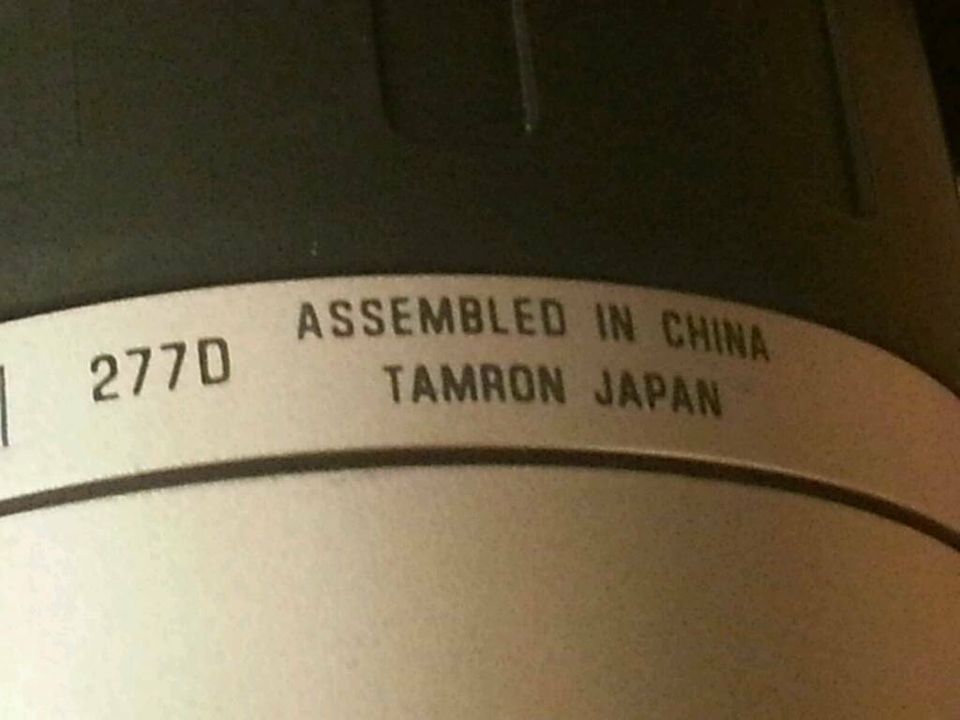 277D
ASSEMBLED IN CHINA
TAMRON JAPAN